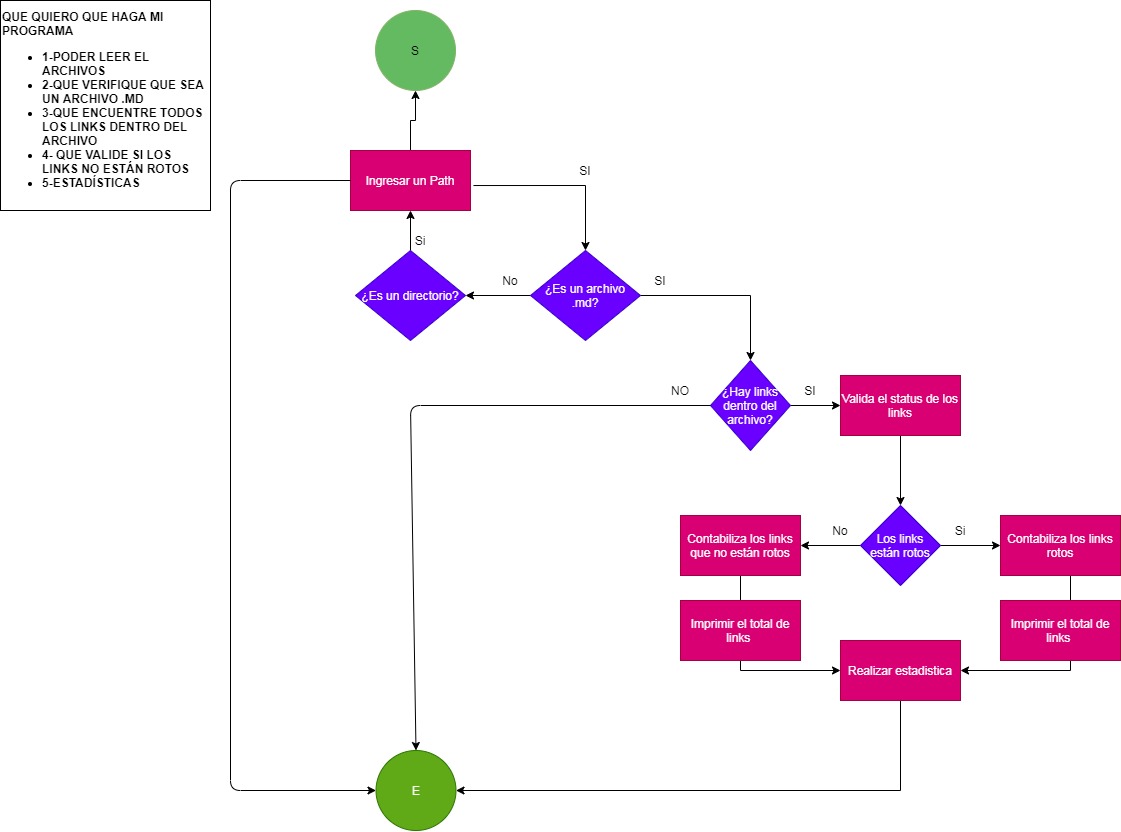 QUE QUIERO QUE HAGA MI
PROGRAMA
1-PODER LEER EL
ARCHIVOS
2-QUE VERIFIQUE QUE SEA
UN ARCHIVO .MD
3-QUE ENCUENTRE TODOS
LOS LINKS DENTRO DEL
ARCHIVO
4- QUE VALIDE SI LOS
LINKS NO ESTÁN ROTOS
5-ESTADÍSTICAS
S
Ingresar un Path
SI
Si
¿Es un directorio?
No
¿Es un archivo
.md?
SI
NO
¿Hay links
dentro del
archivo?
SI
Valida el status de los
links
Contabiliza los links
que no están rotos
No
Los links
están rotos
Si
Contabiliza los links
rotos
Imprimir el total de
links
Imprimir el total de
links
Realizar estadistica
E